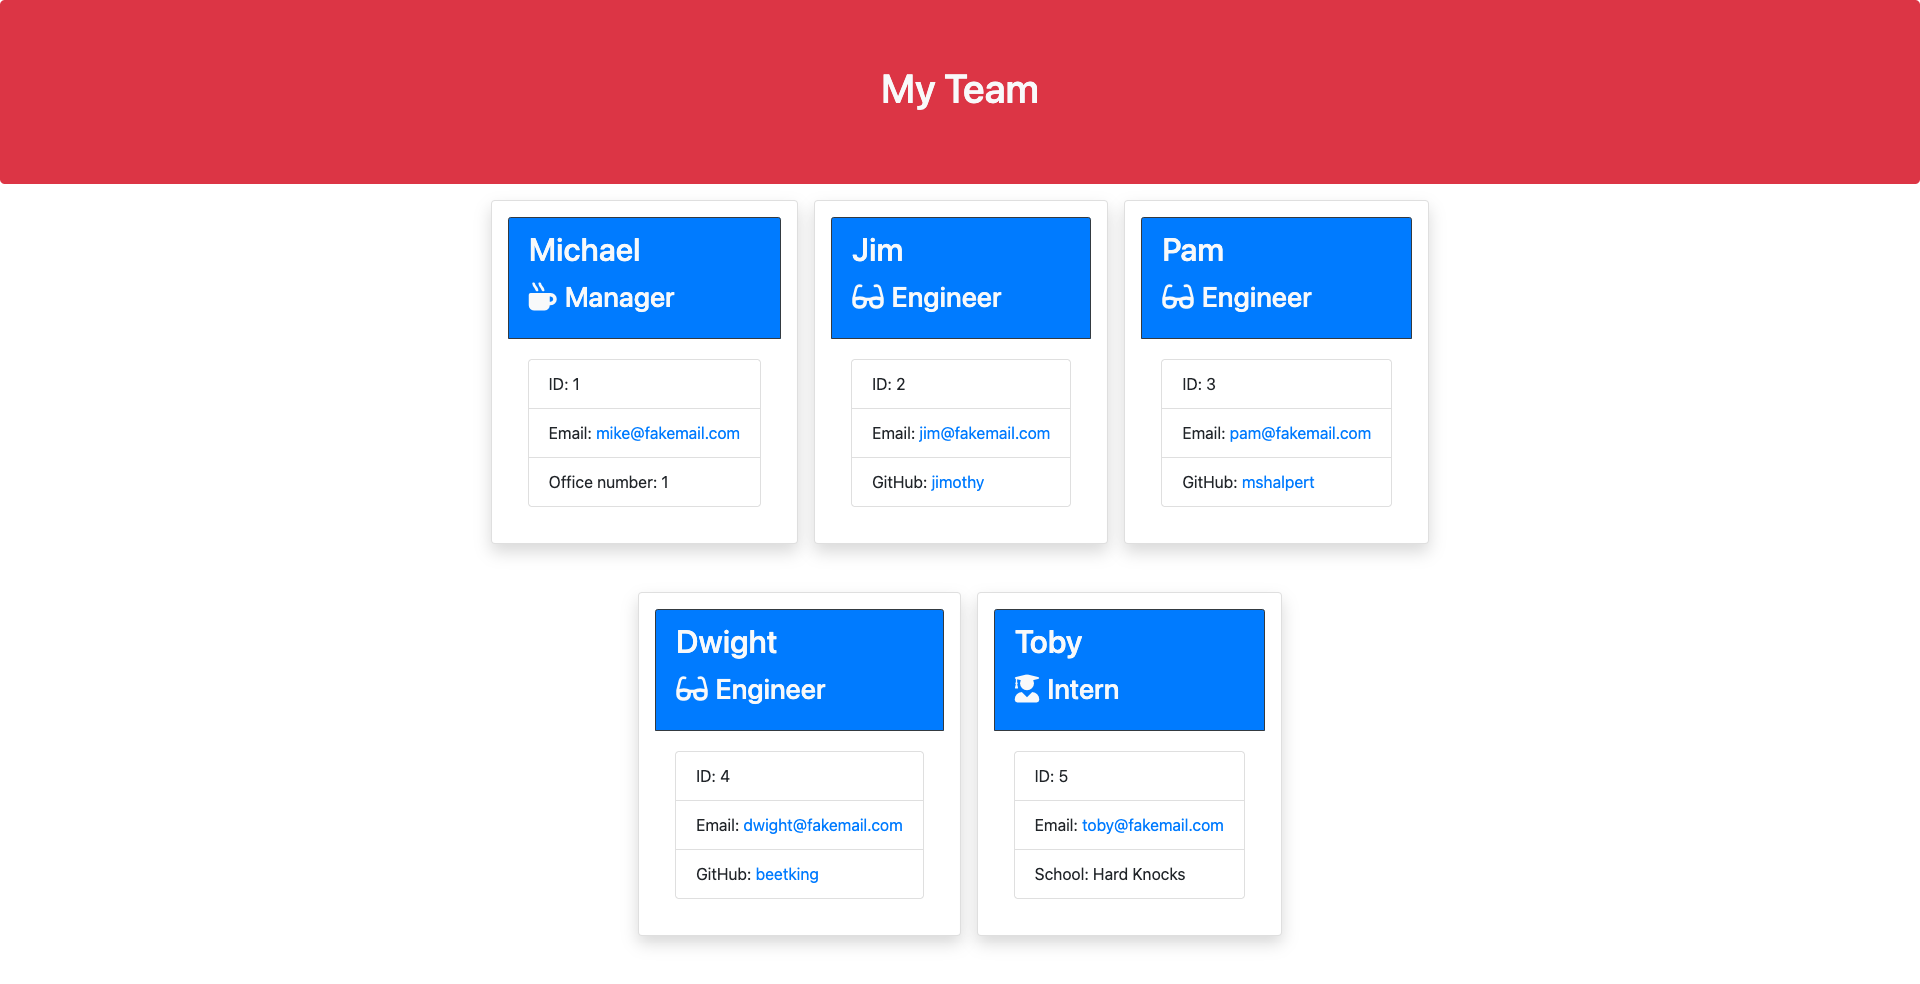 My Team
Michael
Manager
ID: 1
Email: mike@fakemail.com
Office number: 1
Jim
Engineer
ID: 2
Email: jim@fakemail.com
GitHub: jimothy
Pam
Engineer
ID: 3
Email: pam@fakemail.com
GitHub: mshalpert
Dwight
Engineer
ID: 4
Email: dwight@fakemail.com
GitHub: beetking
Toby
Intern
ID: 5
Email: toby@fakemail.com
School: Hard Knocks